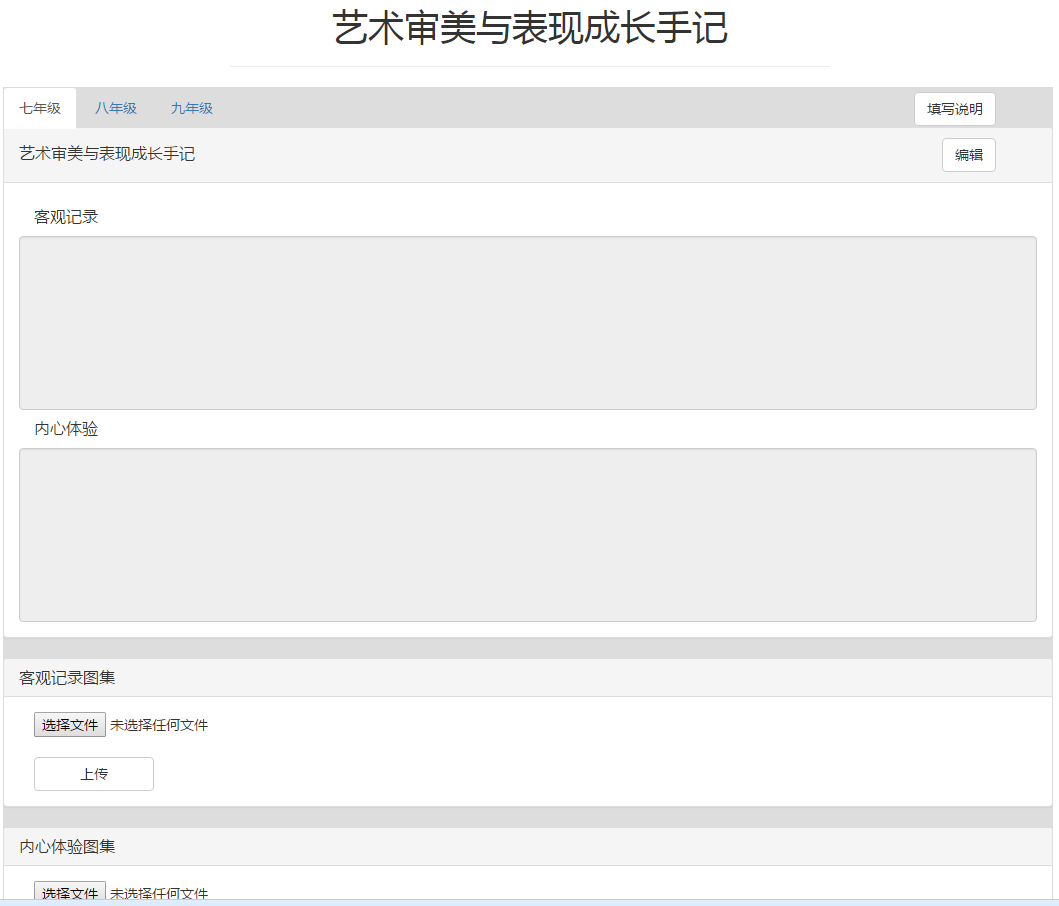 艺术审美与表现成长手记
七年级 八年级 九年级 填写说明
艺术审美与表现成长手记 编辑
客观记录
内心体验
客观记录图集
选择文件 未选择任何文件
上传
内心体验图集
选择文件 未选择任何文件